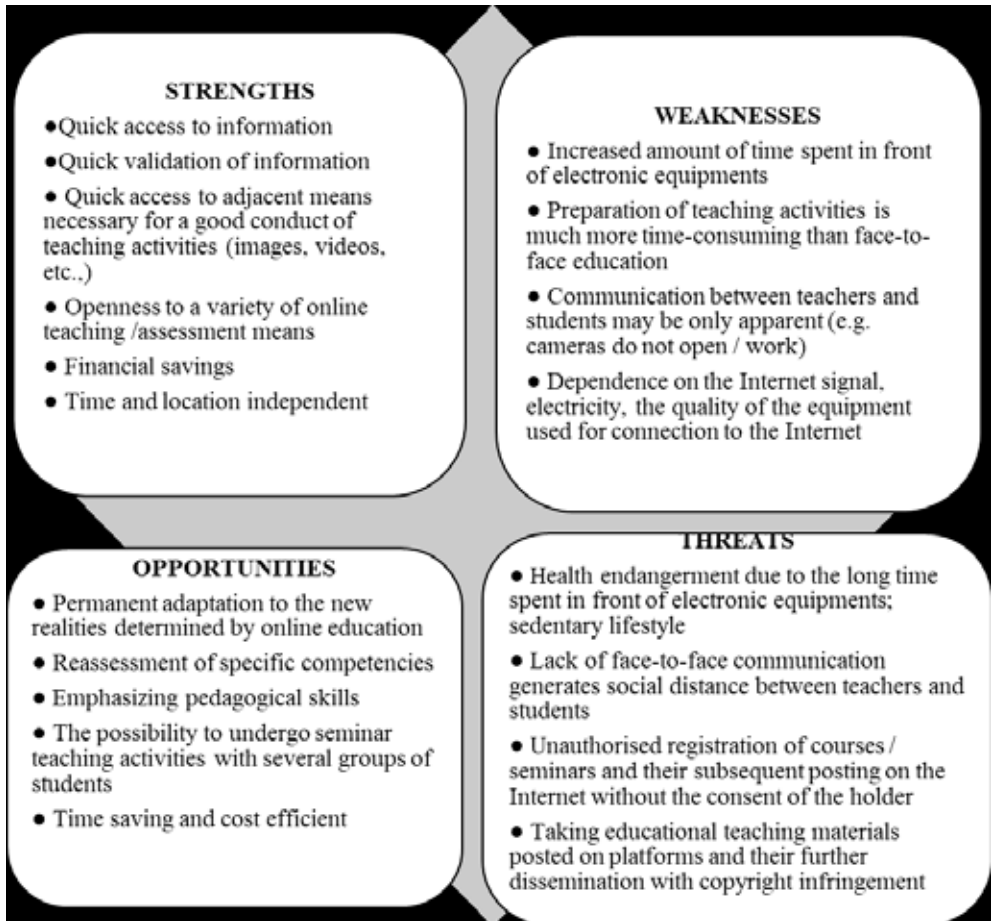 STRENGTHS
●Quick access to information
●Quick validation of information
● Quick access to adjacent means
necessary for a good conduct of
teaching activities (images, videos,
etc.,)
● Openness to a variety of online
teaching /assessment means
● Financial savings
● Time and location independent
WEAKNESSES
● Increased amount of time spent in front
of electronic equipments
● Preparation of teaching activities is
much more time-consuming than face-to-
face education
● Communication between teachers and
students may be only apparent (e.g.
cameras do not open / work)
● Dependence on the Internet signal,
electricity, the quality of the equipment
used for connection to the Internet
OPPORTUNITIES
● Permanent adaptation to the new
realities determined by online education
● Reassessment of specific competencies
● Emphasizing pedagogical skills
● The possibility to undergo seminar
teaching activities with several groups of
students
● Time saving and cost efficient
THREATS
● Health endangerment due to the long time
spent in front of electronic equipments;
sedentary lifestyle
● Lack of face-to-face communication
generates social distance between teachers and
students
● Unauthorised registration of courses /
seminars and their subsequent posting on the
Internet without the consent of the holder
● Taking educational teaching materials
posted on platforms and their further
dissemination with copyright infringement